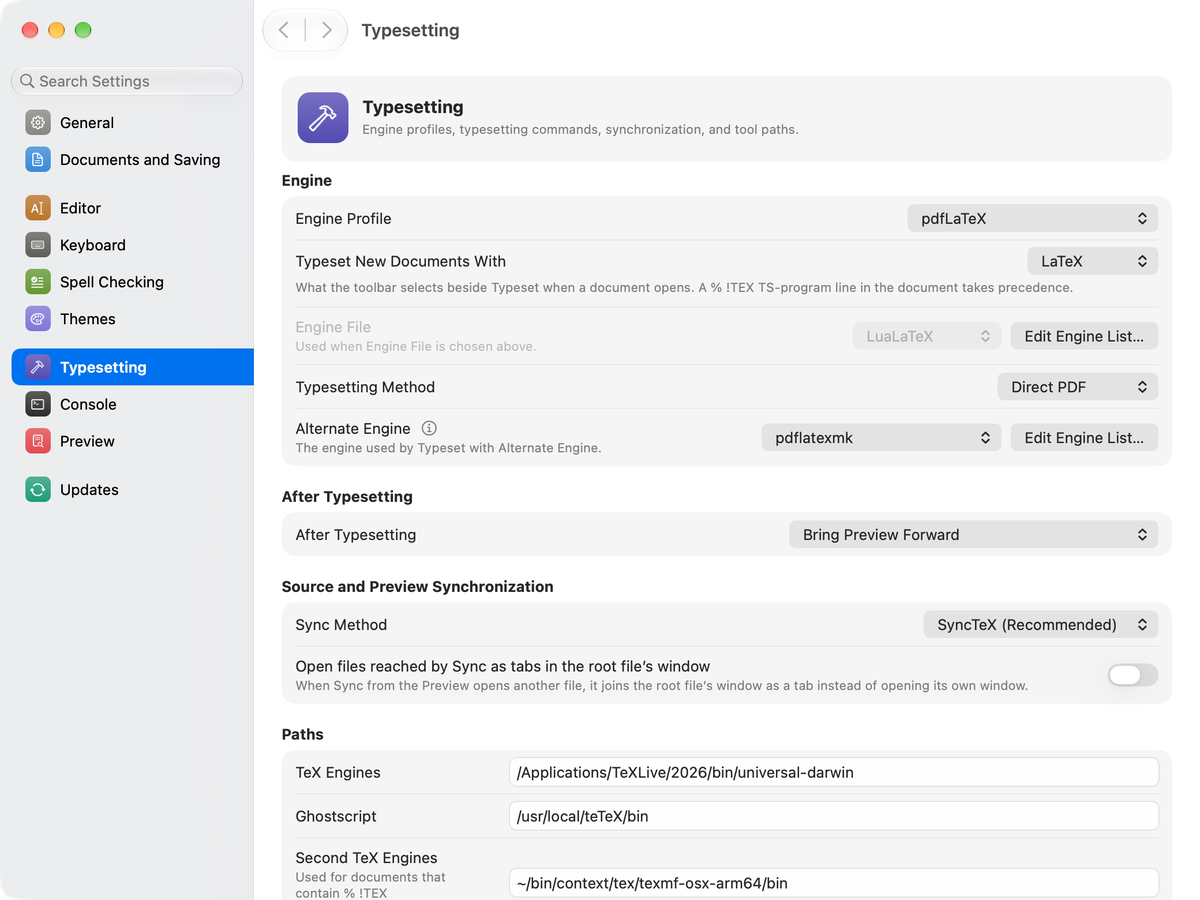 Typesetting
Search Settings
General
Documents and Saving
Editor
Keyboard
Spell Checking
Themes
Typesetting
Console
Preview
Updates
Typesetting
Engine profiles, typesetting commands, synchronization, and tool paths.
Engine
Engine Profile
pdfLaTeX
Typeset New Documents With
LaTeX
What the toolbar selects beside Typeset when a document opens. A % !TEX TS-program line in the document takes precedence.
Engine File
Used when Engine File is chosen above.
LuaLaTeX
Edit Engine List...
Typesetting Method
Direct PDF
Alternate Engine
The engine used by Typeset with Alternate Engine.
pdflatexmk
Edit Engine List...
After Typesetting
After Typesetting
Bring Preview Forward
Source and Preview Synchronization
Sync Method
SyncTeX (Recommended)
Open files reached by Sync as tabs in the root file’s window
When Sync from the Preview opens another file, it joins the root file’s window as a tab instead of opening its own window.
Paths
TeX Engines
/Applications/TeXLive/2026/bin/universal-darwin
Ghostscript
/usr/local/teTeX/bin
Second TeX Engines
Used for documents that
contain % !TEX
~/bin/context/tex/texmf-osx-arm64/bin